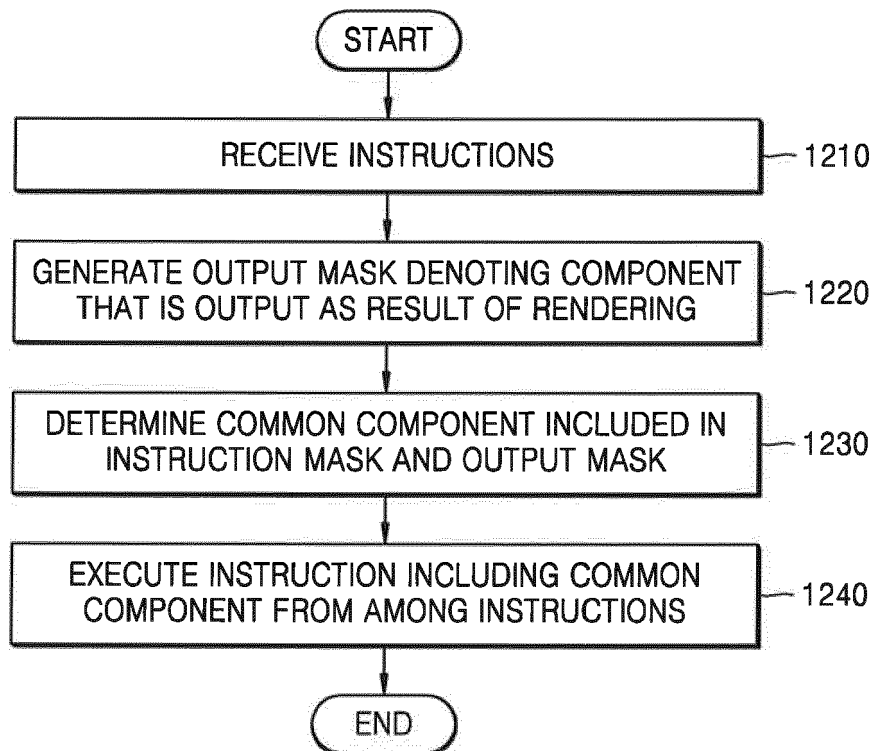 START
RECEIVE INSTRUCTIONS
1210
GENERATE OUTPUT MASK DENOTING COMPONENT
THAT IS OUTPUT AS RESULT OF RENDERING
1220
DETERMINE COMMON COMPONENT INCLUDED IN
INSTRUCTION MASK AND OUTPUT MASK
1230
EXECUTE INSTRUCTION INCLUDING COMMON
COMPONENT FROM AMONG INSTRUCTIONS
1240
END